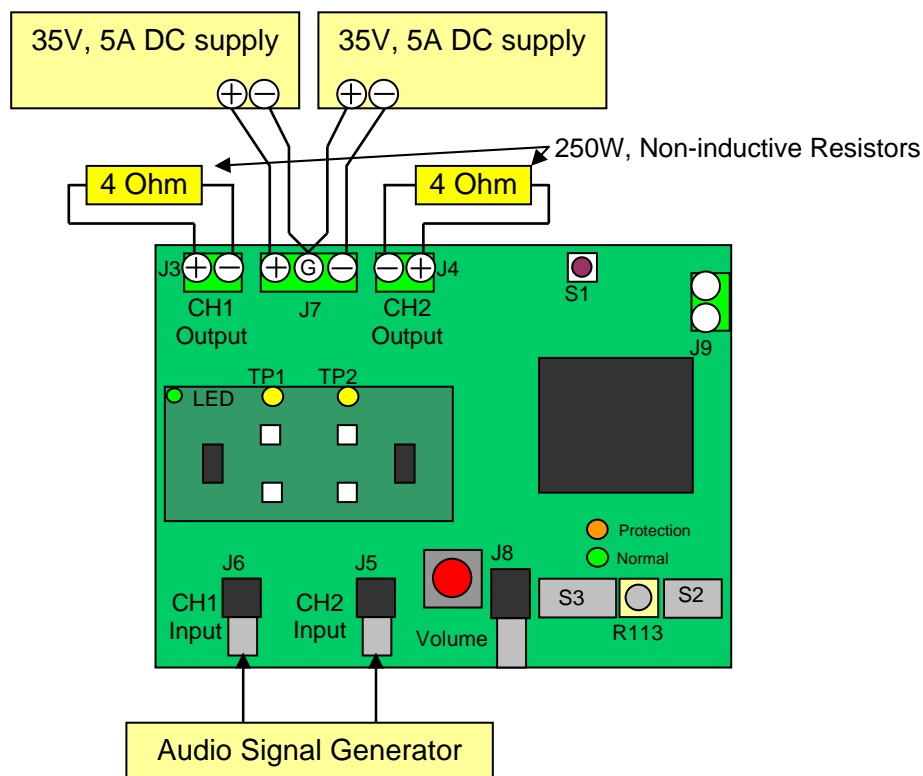 35V, 5A DC supply
35V, 5A DC supply
+ −
+ −
250W, Non-inductive Resistors
4 Ohm
4 Ohm
J3
+ −
+ G −
− +
J4
CH1
Output
J7
CH2
Output
S1
J9
LED
TP1
TP2
Protection
Normal
J6
J5
J8
CH1
Input
CH2
Input
Volume
S3
S2
R113
Audio Signal Generator